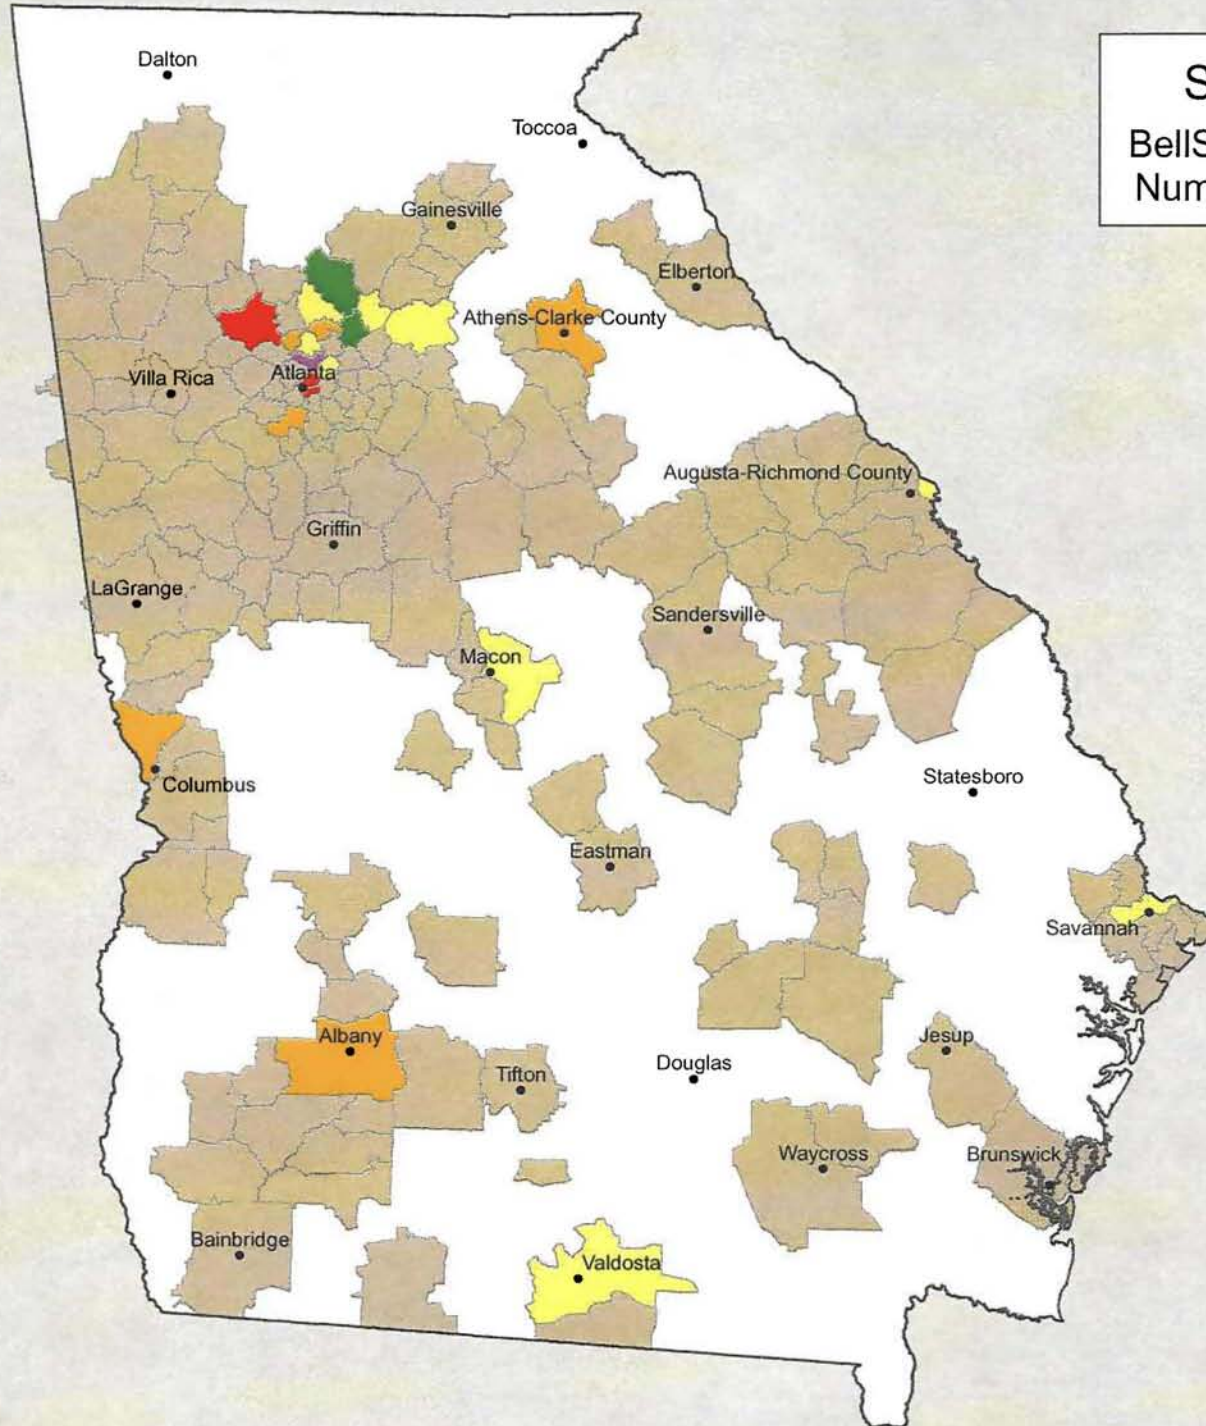 Dalton
S
BellS
Num
Toccoa
Gainesville
Elberton
Athens-Clarke County
Villa Rica
Atlanta
Augusta-Richmond County
Griffin
LaGrange
Sandersville
Macon
Columbus
Statesboro
Eastman
Savannah
Albany
Jesup
Douglas
Tifton
Waycross
Brunswick
Bainbridge
Valdosta